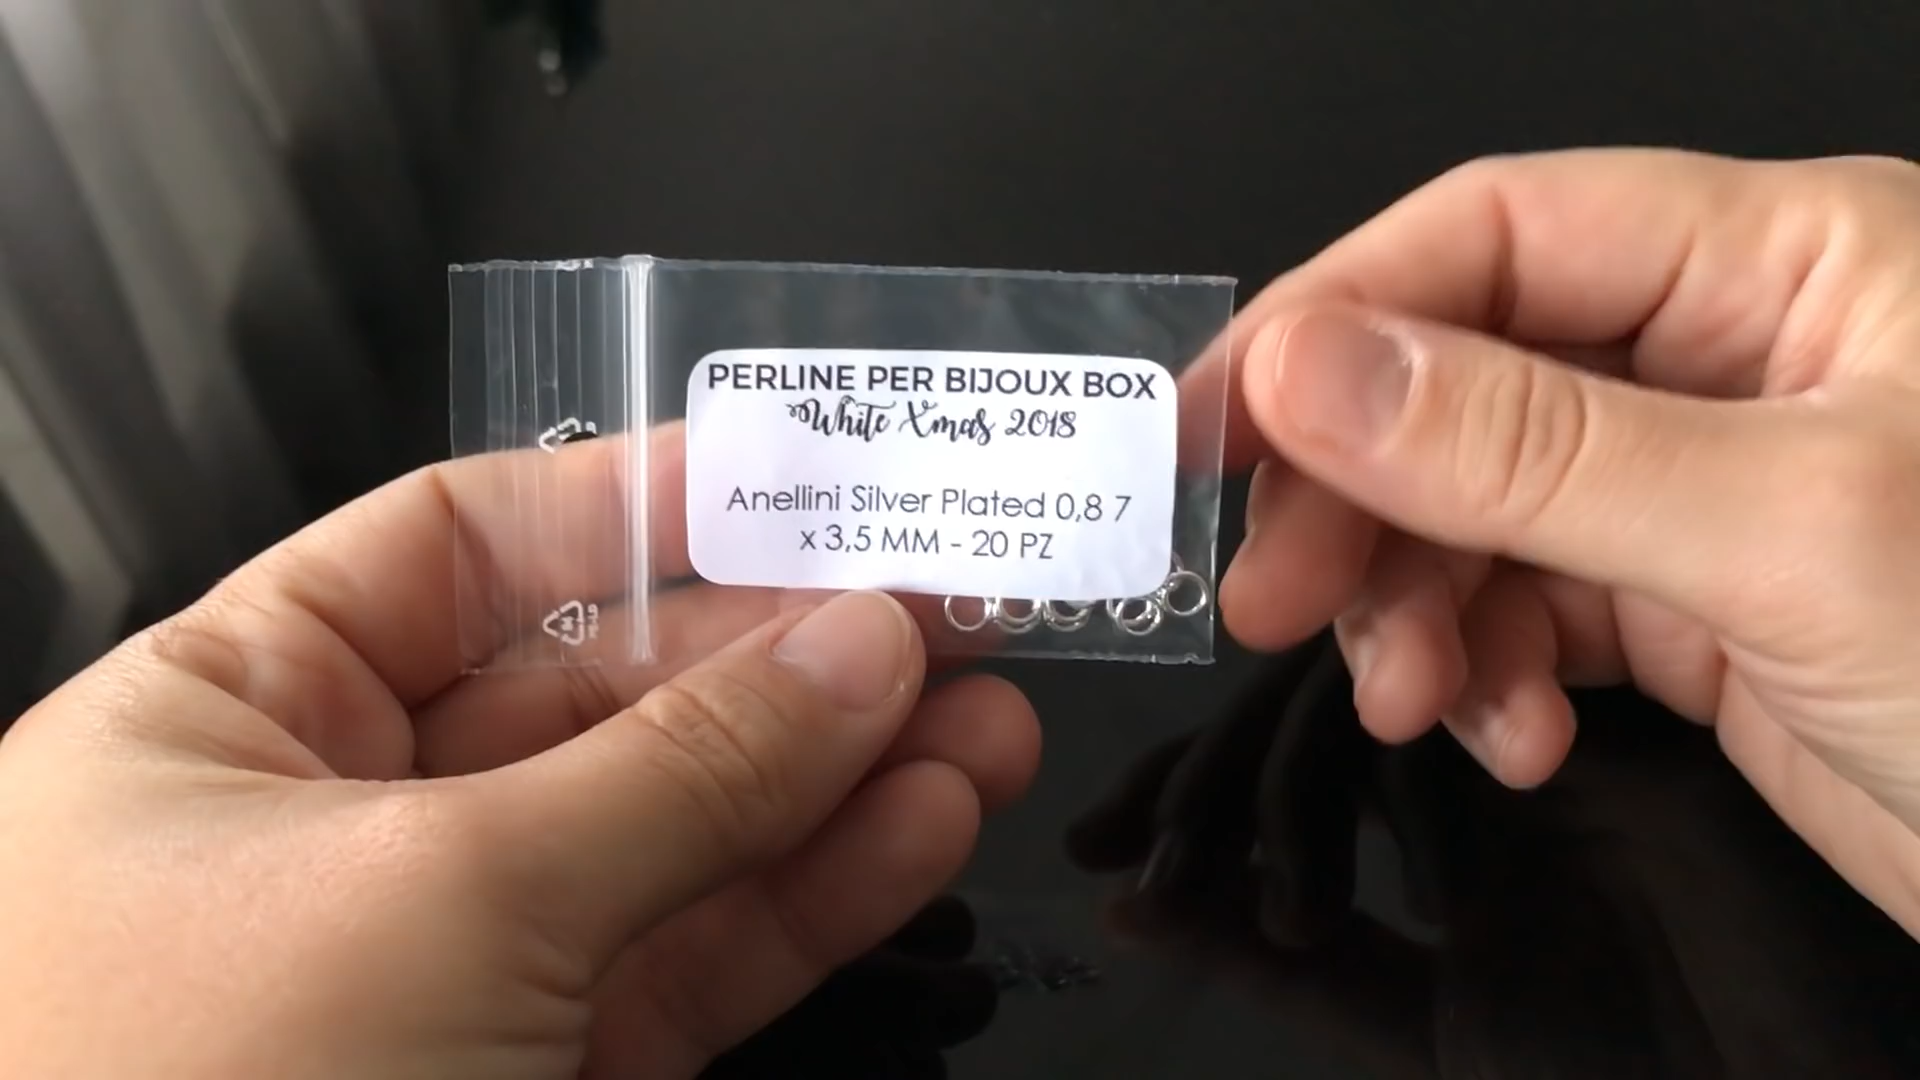 PERLINE PER BIJOUX BOX
White Xmas 2018
Anellini Silver Plated 0,8 7
x 3,5 MM - 20 PZ